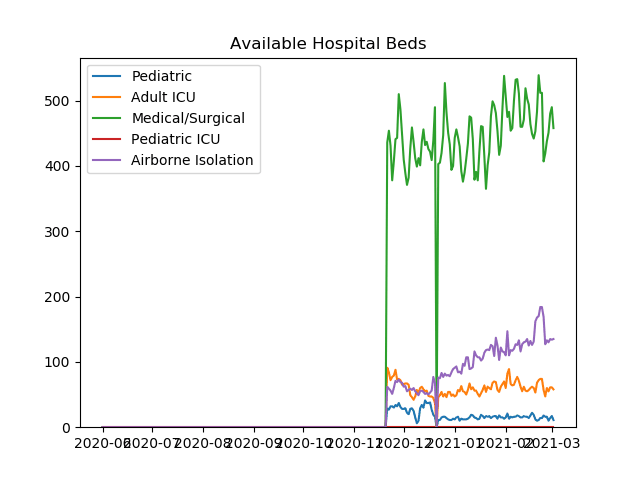 Available Hospital Beds
Pediatric
Adult ICU
Medical/Surgical
Pediatric ICU
Airborne Isolation
500
400
300
200
100
0
2020-06 2020-07 2020-08 2020-09 2020-10 2020-11 2020-12 2021-01 2021-02 2021-03